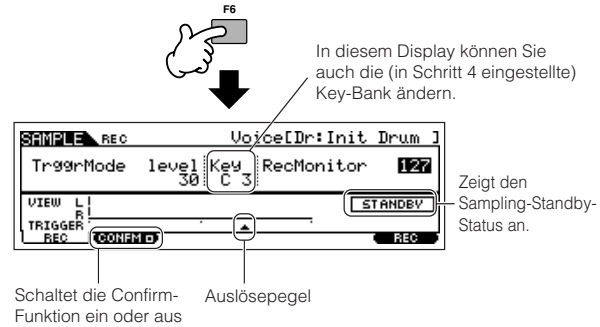 F6
In diesem Display können Sie
auch die (in Schritt 4 eingestellte)
Key-Bank ändern.
SAMPLE REC Voice[Dr:Init Drum ]
TrggrMode level Key RecMonitor 127
30 C 3
VIEW L
R
STANDBY
TRIGGER
REC CONFM REC
Zeigt den
Sampling-Standby-
Status an.
Schaltet die Confirm-
Funktion ein oder aus
Auslösepegel